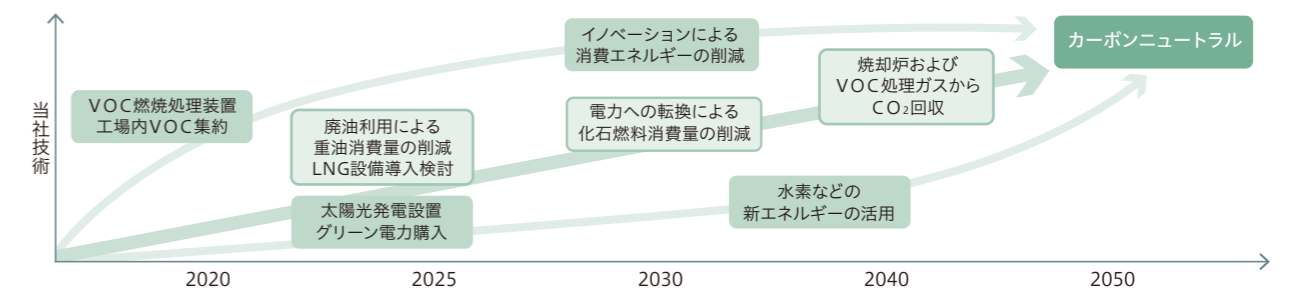 当社技術
VOC燃焼処理装置
工場内VOC集約
廃油利用による
重油消費量の削減
LNG設備導入検討
太陽光発電設置
グリーン電力購入
イノベーションによる
消費エネルギーの削減
電力への転換による
化石燃料消費量の削減
水素などの
新エネルギーの活用
焼却炉および
VOC処理ガスから
CO₂回収
カーボンニュートラル
2020
2025
2030
2040
2050